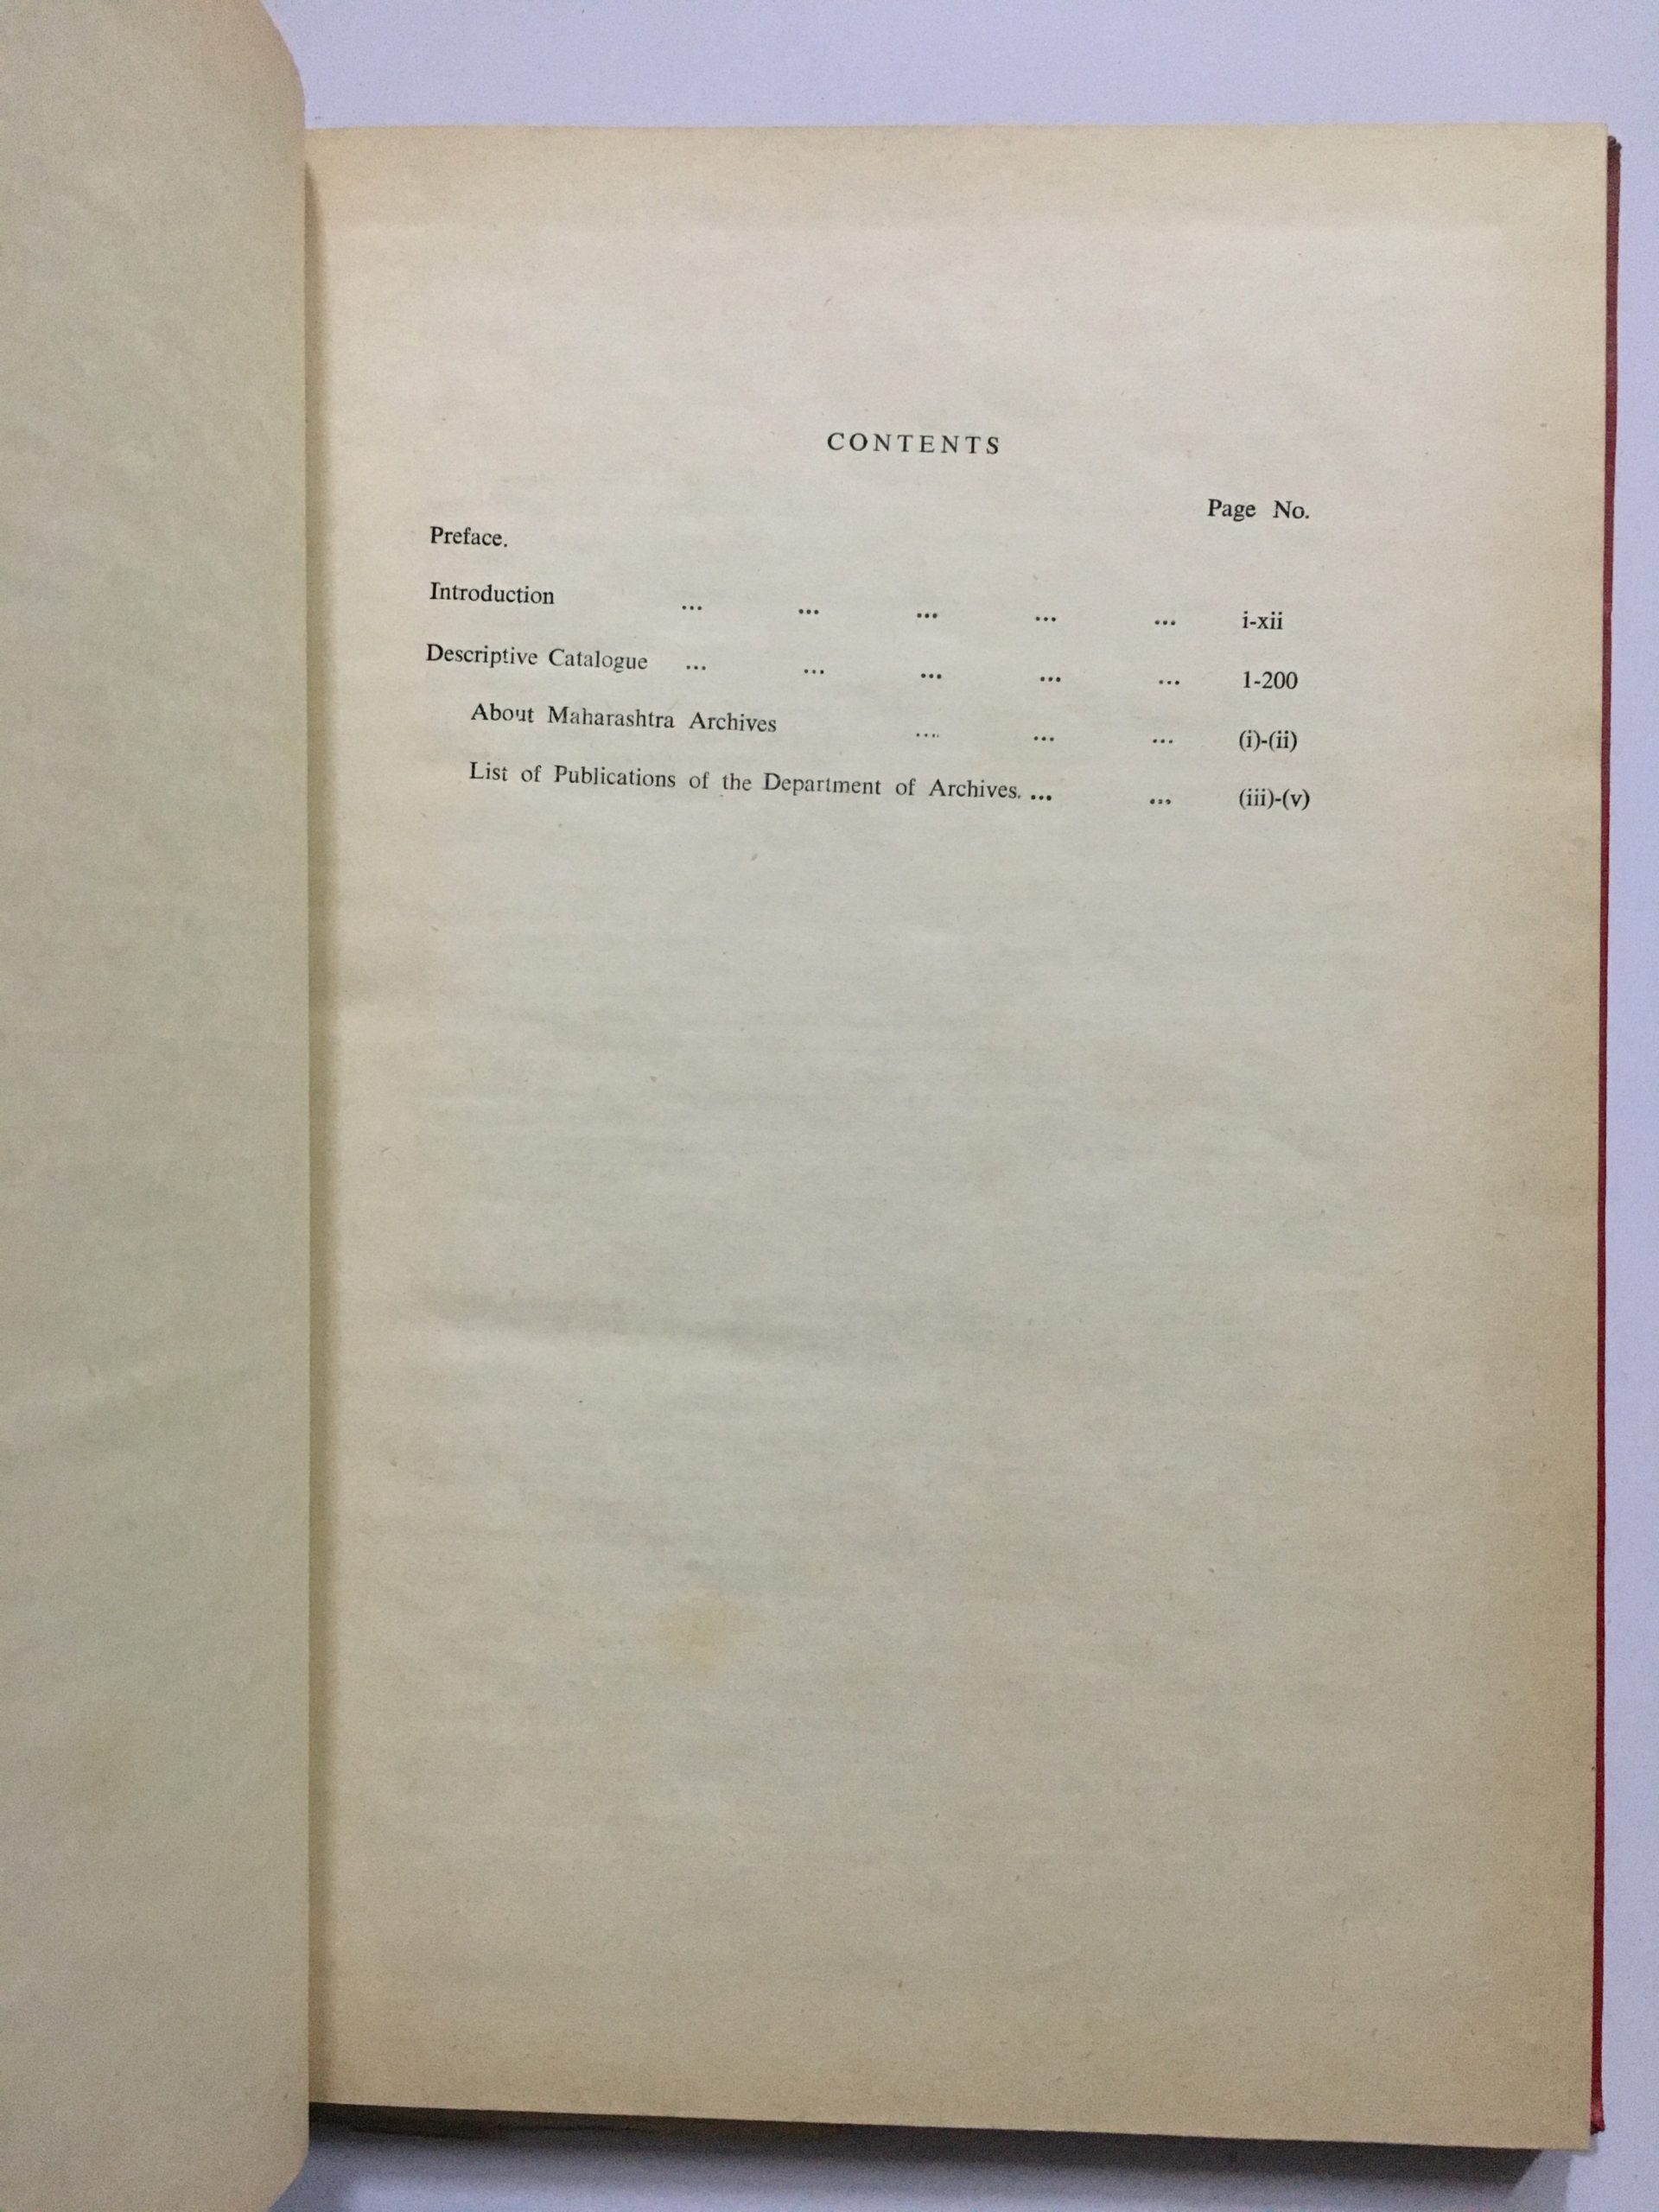 CONTENTS
Page No.
Preface.
Introduction ... ... ... ... ... i-xii
Descriptive Catalogue ... ... ... ... ... 1-200
About Maharashtra Archives .... ... ... (i)-(ii)
List of Publications of the Department of Archives. ... ... (iii)-(v)